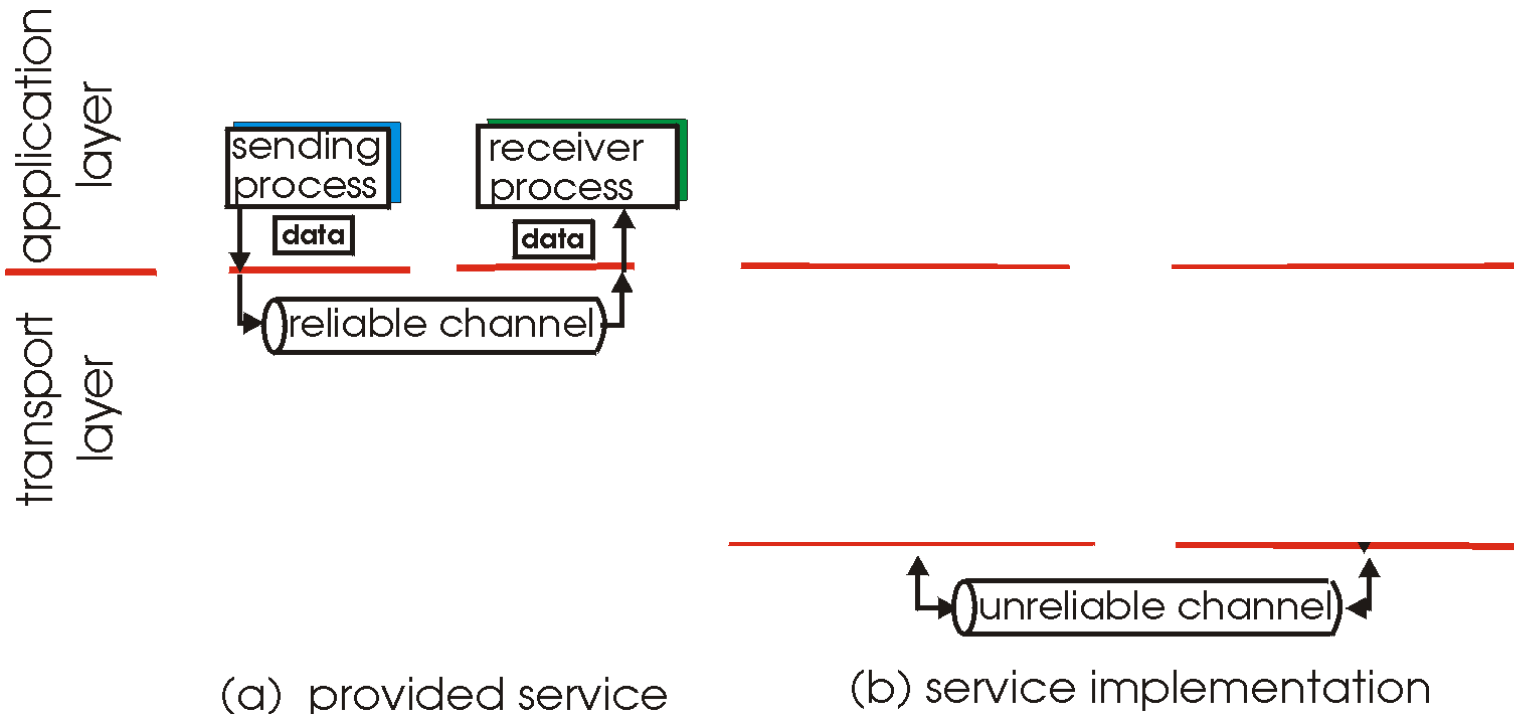 application
layer
sending
process
receiver
process
data
data
reliable channel
transport
layer
unreliable channel
(a) provided service
(b) service implementation